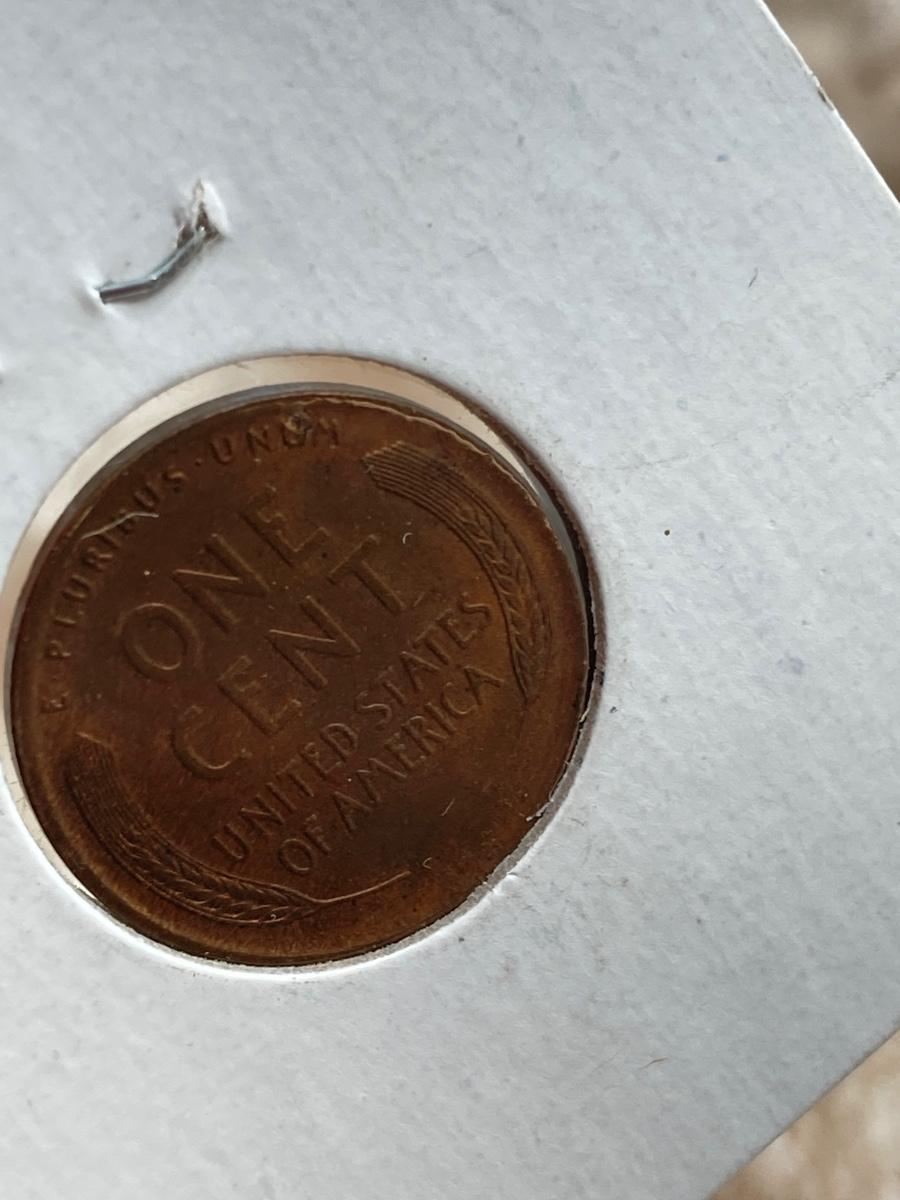 E · PLURIBUS · UNUM
ONE
CENT
UNITED STATES
OF AMERICA